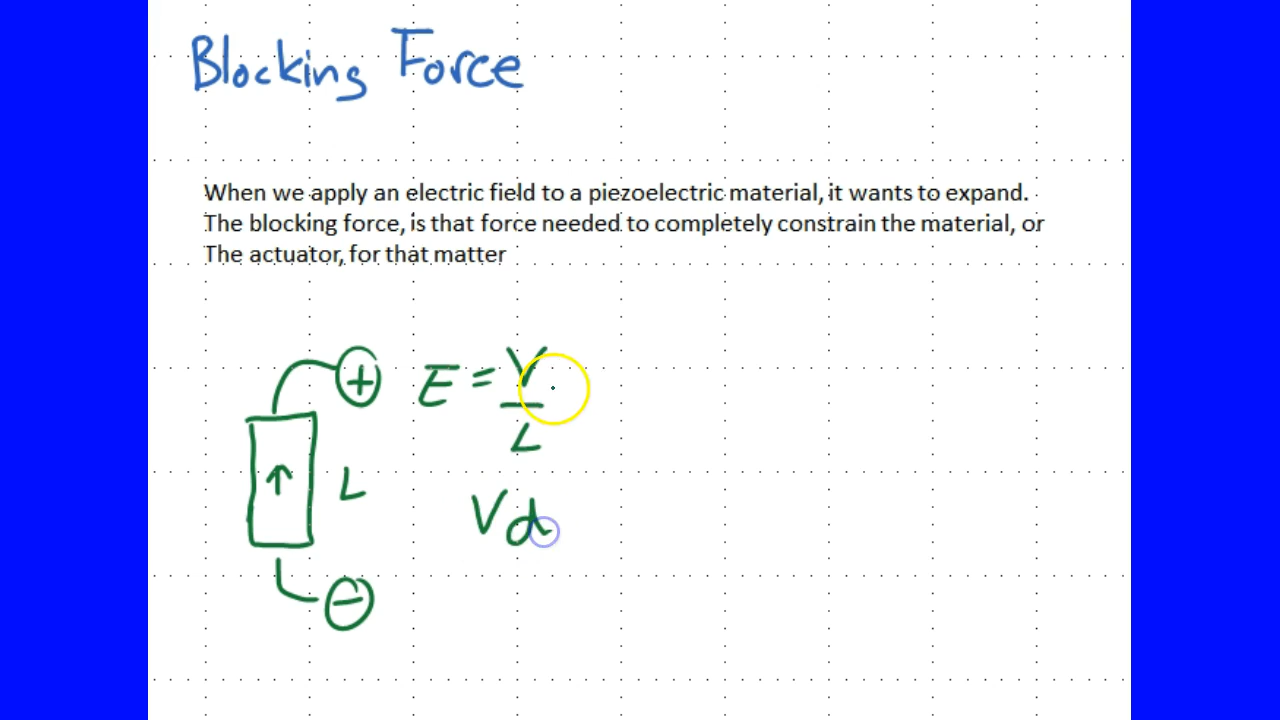 Blocking Force
When we apply an electric field to a piezoelectric material, it wants to expand.
The blocking force, is that force needed to completely constrain the material, or
The actuator, for that matter
+
E = V
L
↑
L
Vd
−